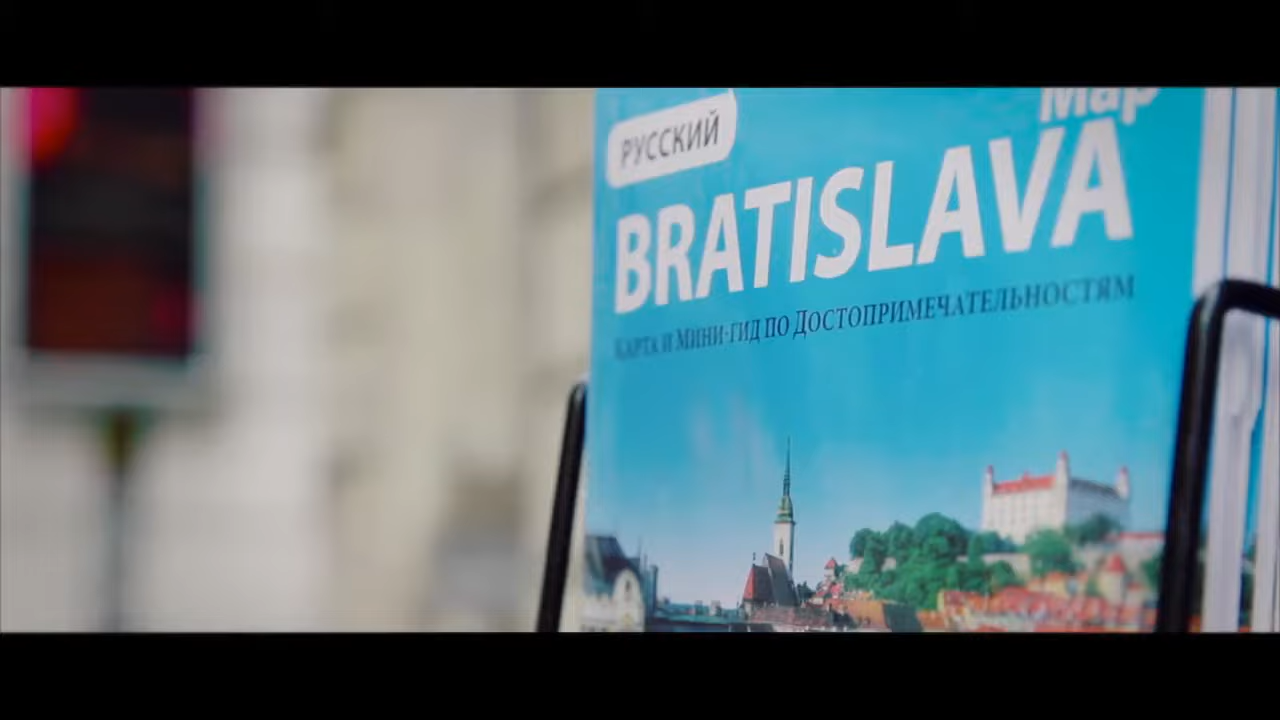 Map
РУССКИЙ
BRATISLAVA
КАРТА И МИНИ-ГИД ПО ДОСТОПРИМЕЧАТЕЛЬНОСТЯМ